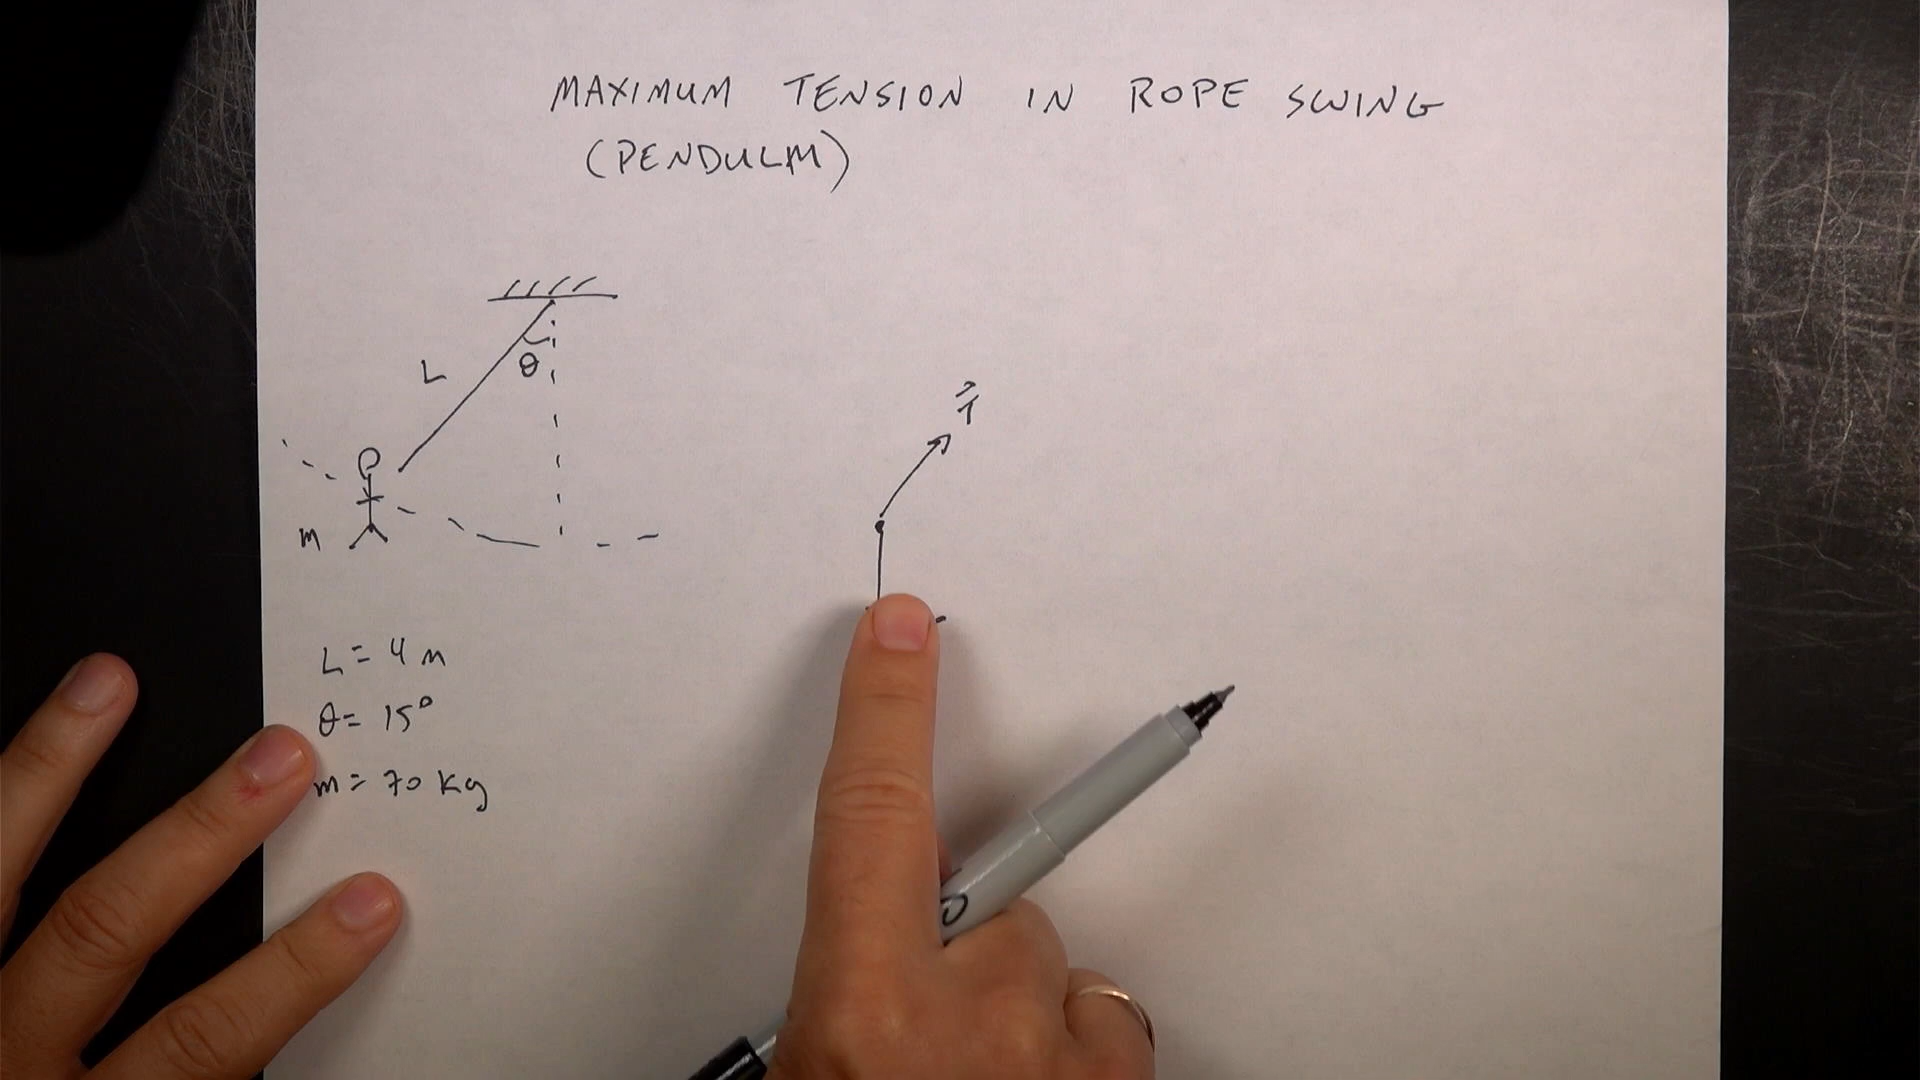 MAXIMUM TENSION IN ROPE SWING
(PENDULM)
θ
L
T
m
L = 4 m
θ = 15°
m = 70 kg